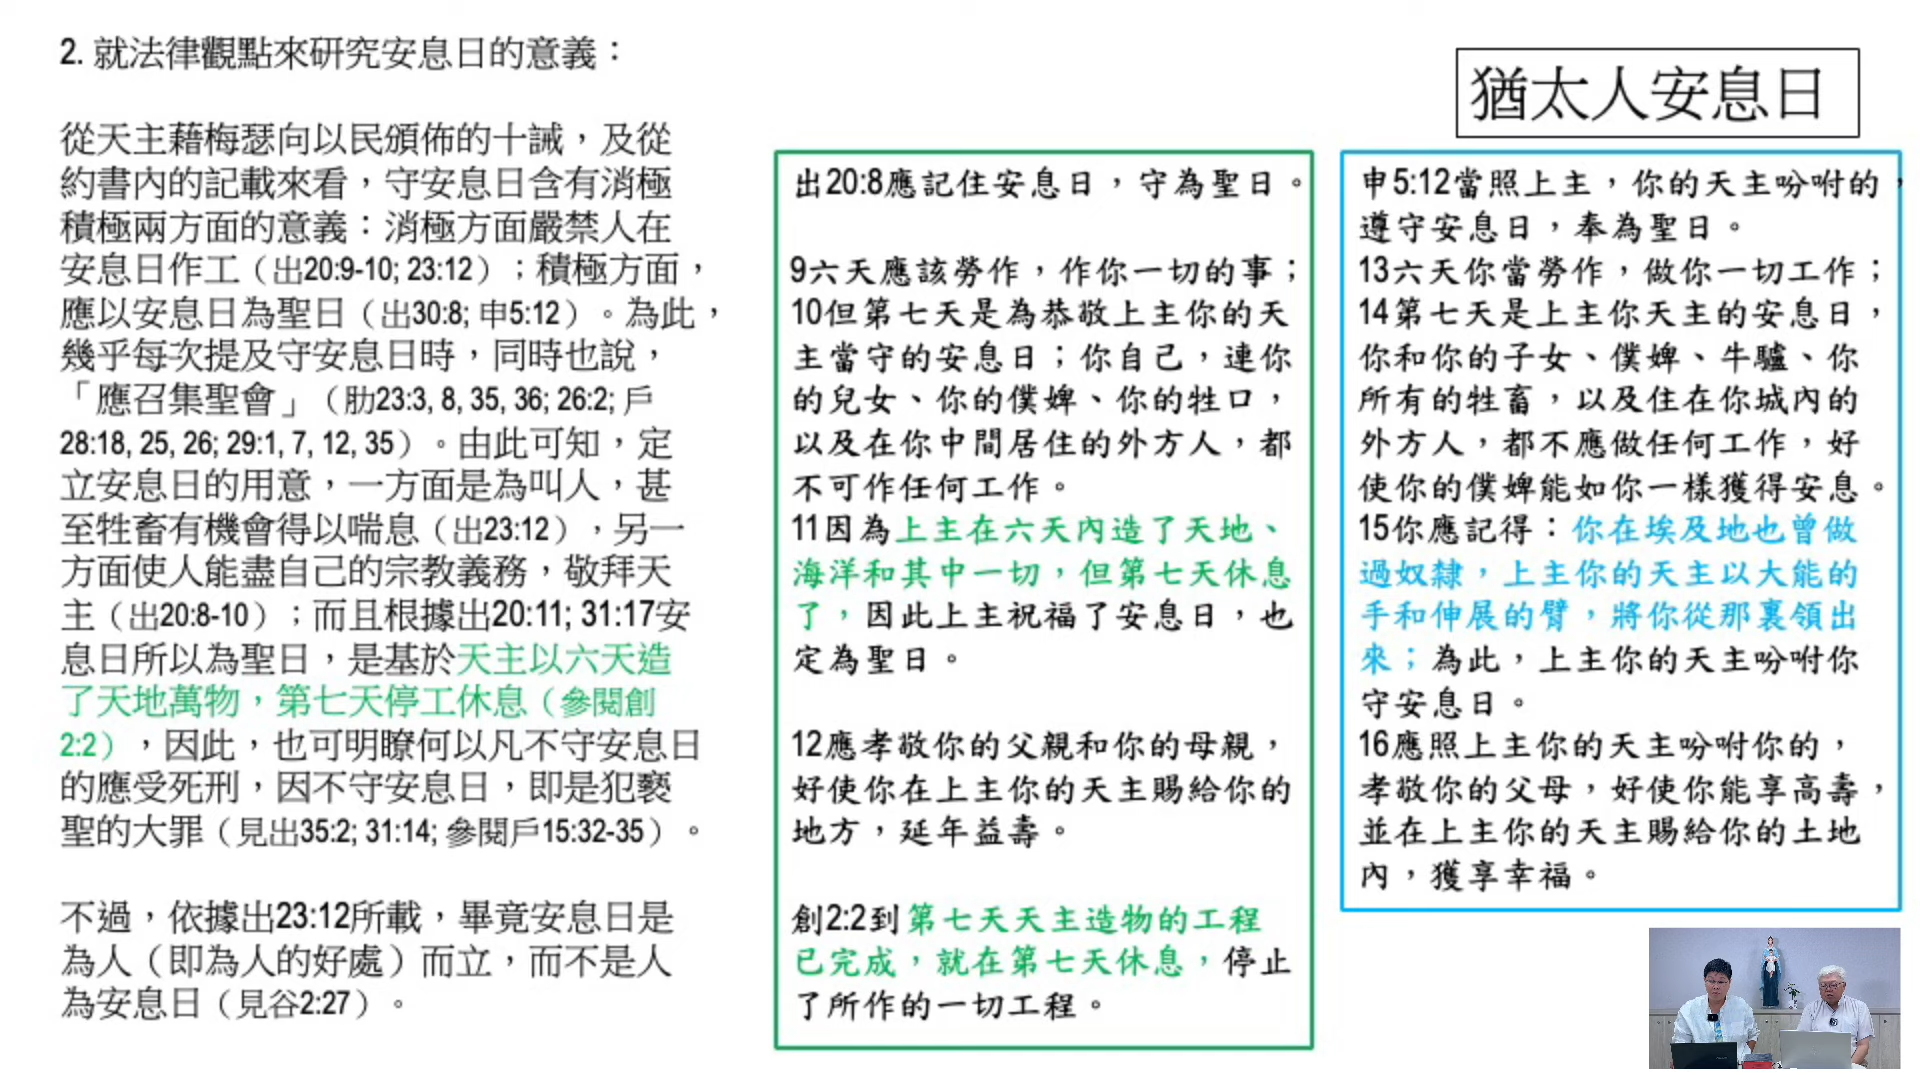 2. 就法律觀點來研究安息日的意義：
從天主藉梅瑟向以民頒佈的十誡，及從
約書內的記載來看，守安息日含有消極
積極兩方面的意義：消極方面嚴禁人在
安息日作工（出20:9-10; 23:12）；積極方面，
應以安息日為聖日（出30:8; 申5:12）。為此，
幾乎每次提及守安息日時，同時也說，
「應召集聖會」（肋23:3, 8, 35, 36; 26:2; 戶
28:18, 25, 26; 29:1, 7, 12, 35）。由此可知，定
立安息日的用意，一方面是為叫人，甚
至牲畜有機會得以喘息（出23:12），另一
方面使人能盡自己的宗教義務，敬拜天
主（出20:8-10）；而且根據出20:11; 31:17安
息日所以為聖日，是基於天主以六天造
了天地萬物，第七天停工休息（參閱創
2:2），因此，也可明瞭何以凡不守安息日
的應受死刑，因不守安息日，即是犯褻
聖的大罪（見出35:2; 31:14; 參閱戶15:32-35）。
不過，依據出23:12所載，畢竟安息日是
為人（即為人的好處）而立，而不是人
為安息日（見谷2:27）。
猶太人安息日
出20:8應記住安息日，守為聖日。
9六天應該勞作，作你一切的事；
10但第七天是為恭敬上主你的天
主當守的安息日；你自己，連你
的兒女、你的僕婢、你的牲口，
以及在你中間居住的外方人，都
不可作任何工作。
11因為上主在六天內造了天地、
海洋和其中一切，但第七天休息
了，因此上主祝福了安息日，也
定為聖日。
12應孝敬你的父親和你的母親，
好使你在上主你的天主賜給你的
地方，延年益壽。
創2:2到第七天天主造物的工程
已完成，就在第七天休息，停止
了所作的一切工程。
申5:12當照上主，你的天主吩咐的，
遵守安息日，奉為聖日。
13六天你當勞作，做你一切工作；
14第七天是上主你天主的安息日，
你和你的子女、僕婢、牛驢、你
所有的牲畜，以及住在你城內的
外方人，都不應做任何工作，好
使你的僕婢能如你一樣獲得安息。
15你應記得：你在埃及地也曾做
過奴隸，上主你的天主以大能的
手和伸展的臂，將你從那裏領出
來；為此，上主你的天主吩咐你
守安息日。
16應照上主你的天主吩咐你的，
孝敬你的父母，好使你能享高壽，
並在上主你的天主賜給你的土地
內，獲享幸福。